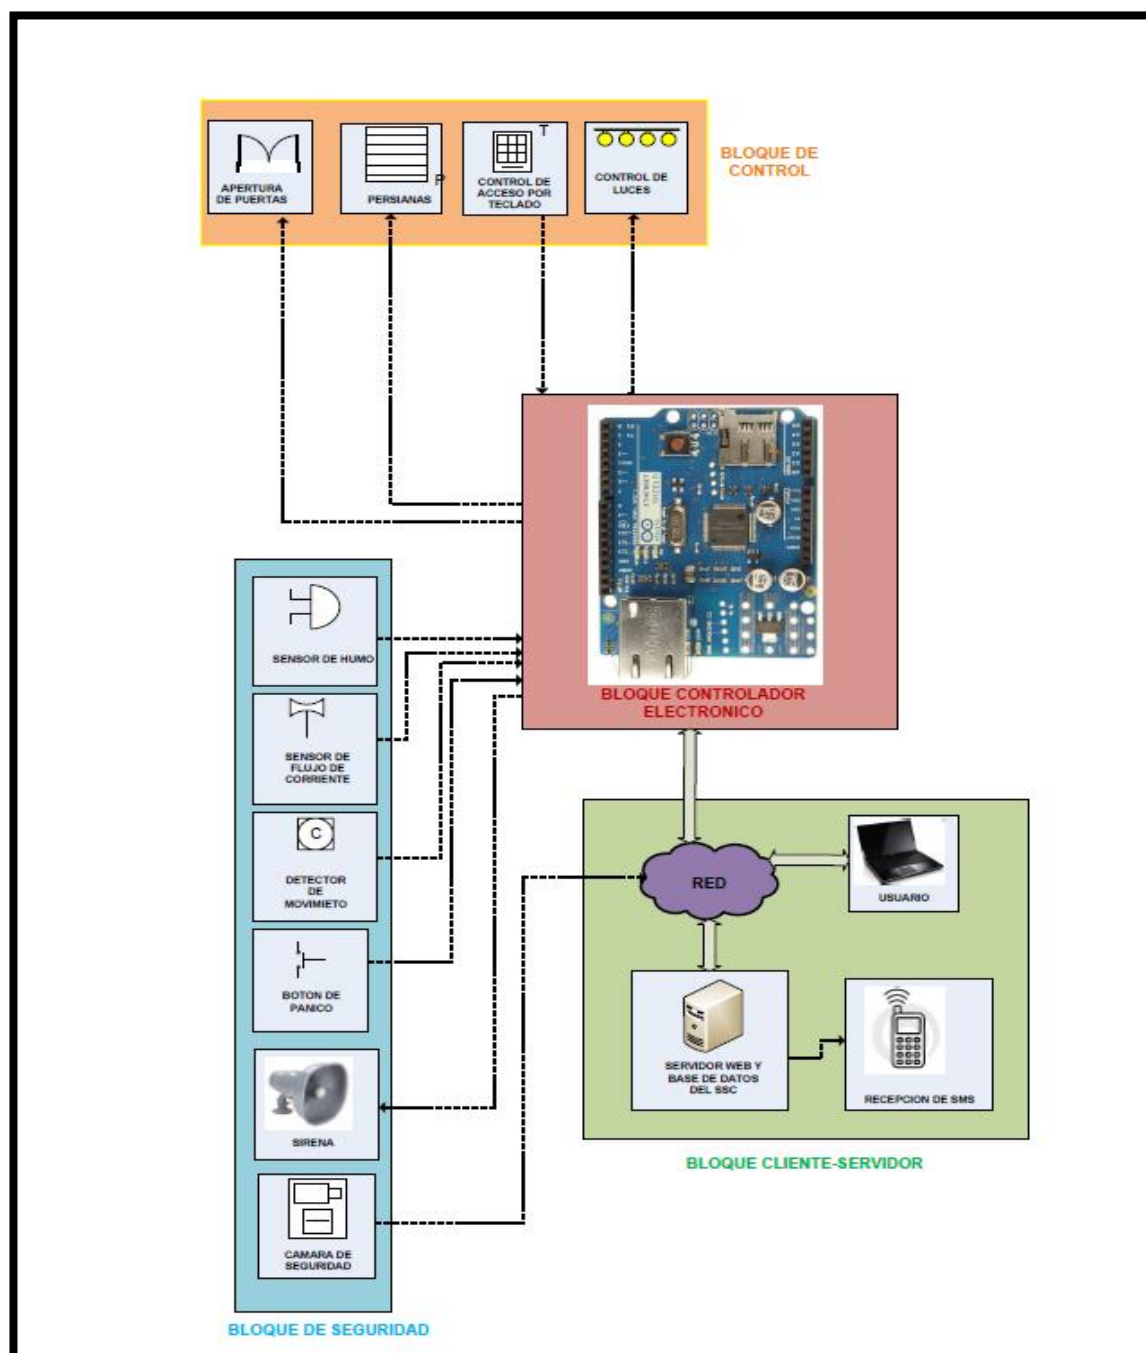 APERTURA
DE PUERTAS
P
PERSIANAS
T
CONTROL DE
ACCESO POR
TECLADO
CONTROL DE
LUCES
BLOQUE DE
CONTROL
BLOQUE CONTROLADOR
ELECTRONICO
SENSOR DE HUMO
SENSOR DE
FLUJO DE
CORRIENTE
C
DETECTOR
DE
MOVIMIETO
BOTON DE
PANICO
SIRENA
CAMARA DE
SEGURIDAD
BLOQUE DE SEGURIDAD
RED
USUARIO
SERVIDOR WEB Y
BASE DE DATOS
DEL SSC
RECEPCION DE SMS
BLOQUE CLIENTE-SERVIDOR